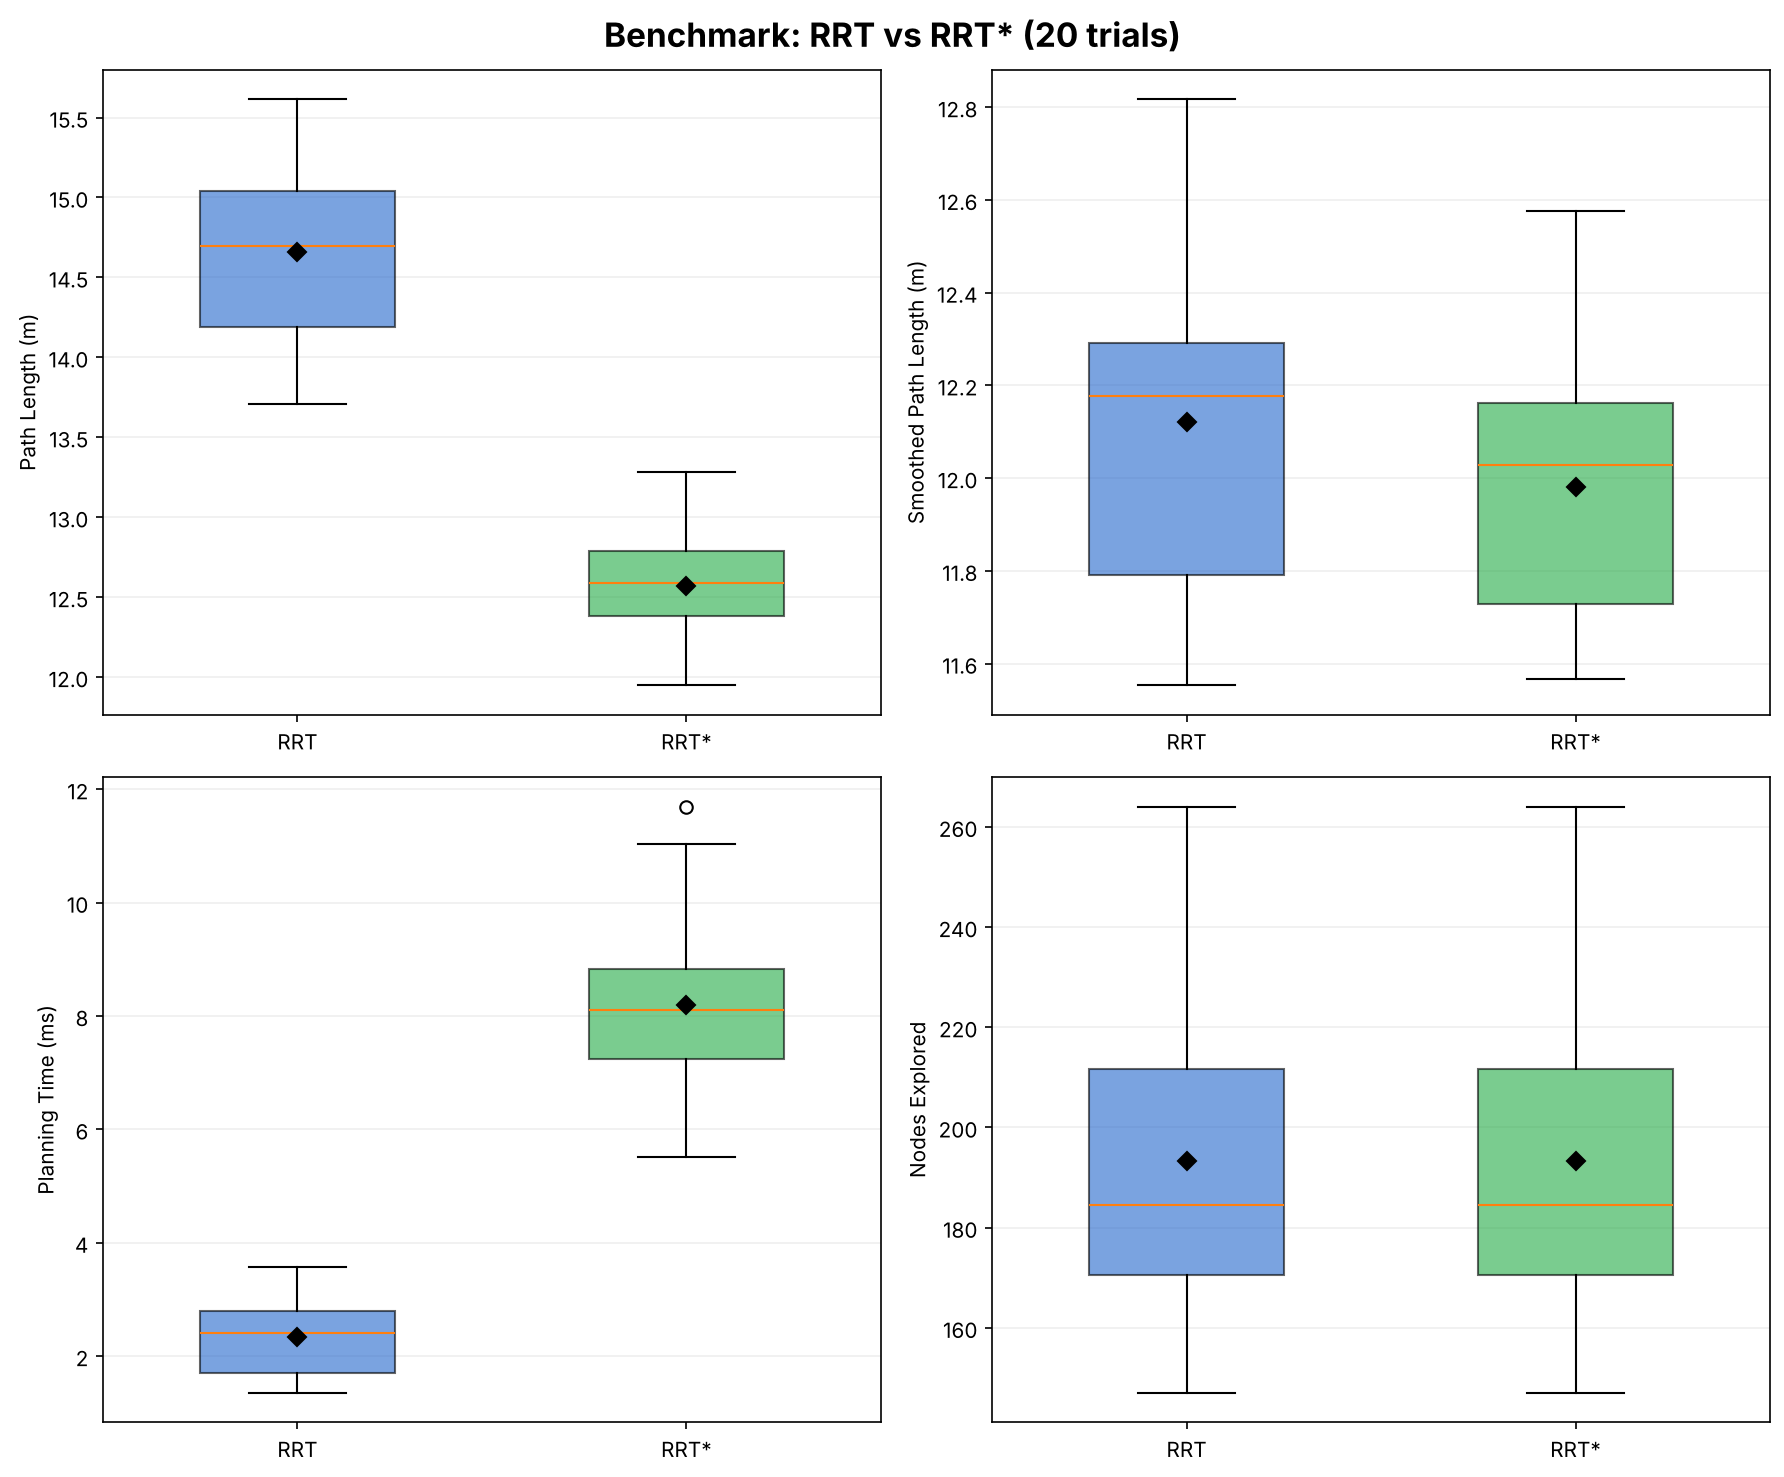 Benchmark: RRT vs RRT* (20 trials)
Path Length (m)
15.5
15.0
14.5
14.0
13.5
13.0
12.5
12.0
RRT
RRT*
Smoothed Path Length (m)
12.8
12.6
12.4
12.2
12.0
11.8
11.6
RRT
RRT*
Planning Time (ms)
12
10
8
6
4
2
RRT
RRT*
Nodes Explored
260
240
220
200
180
160
RRT
RRT*